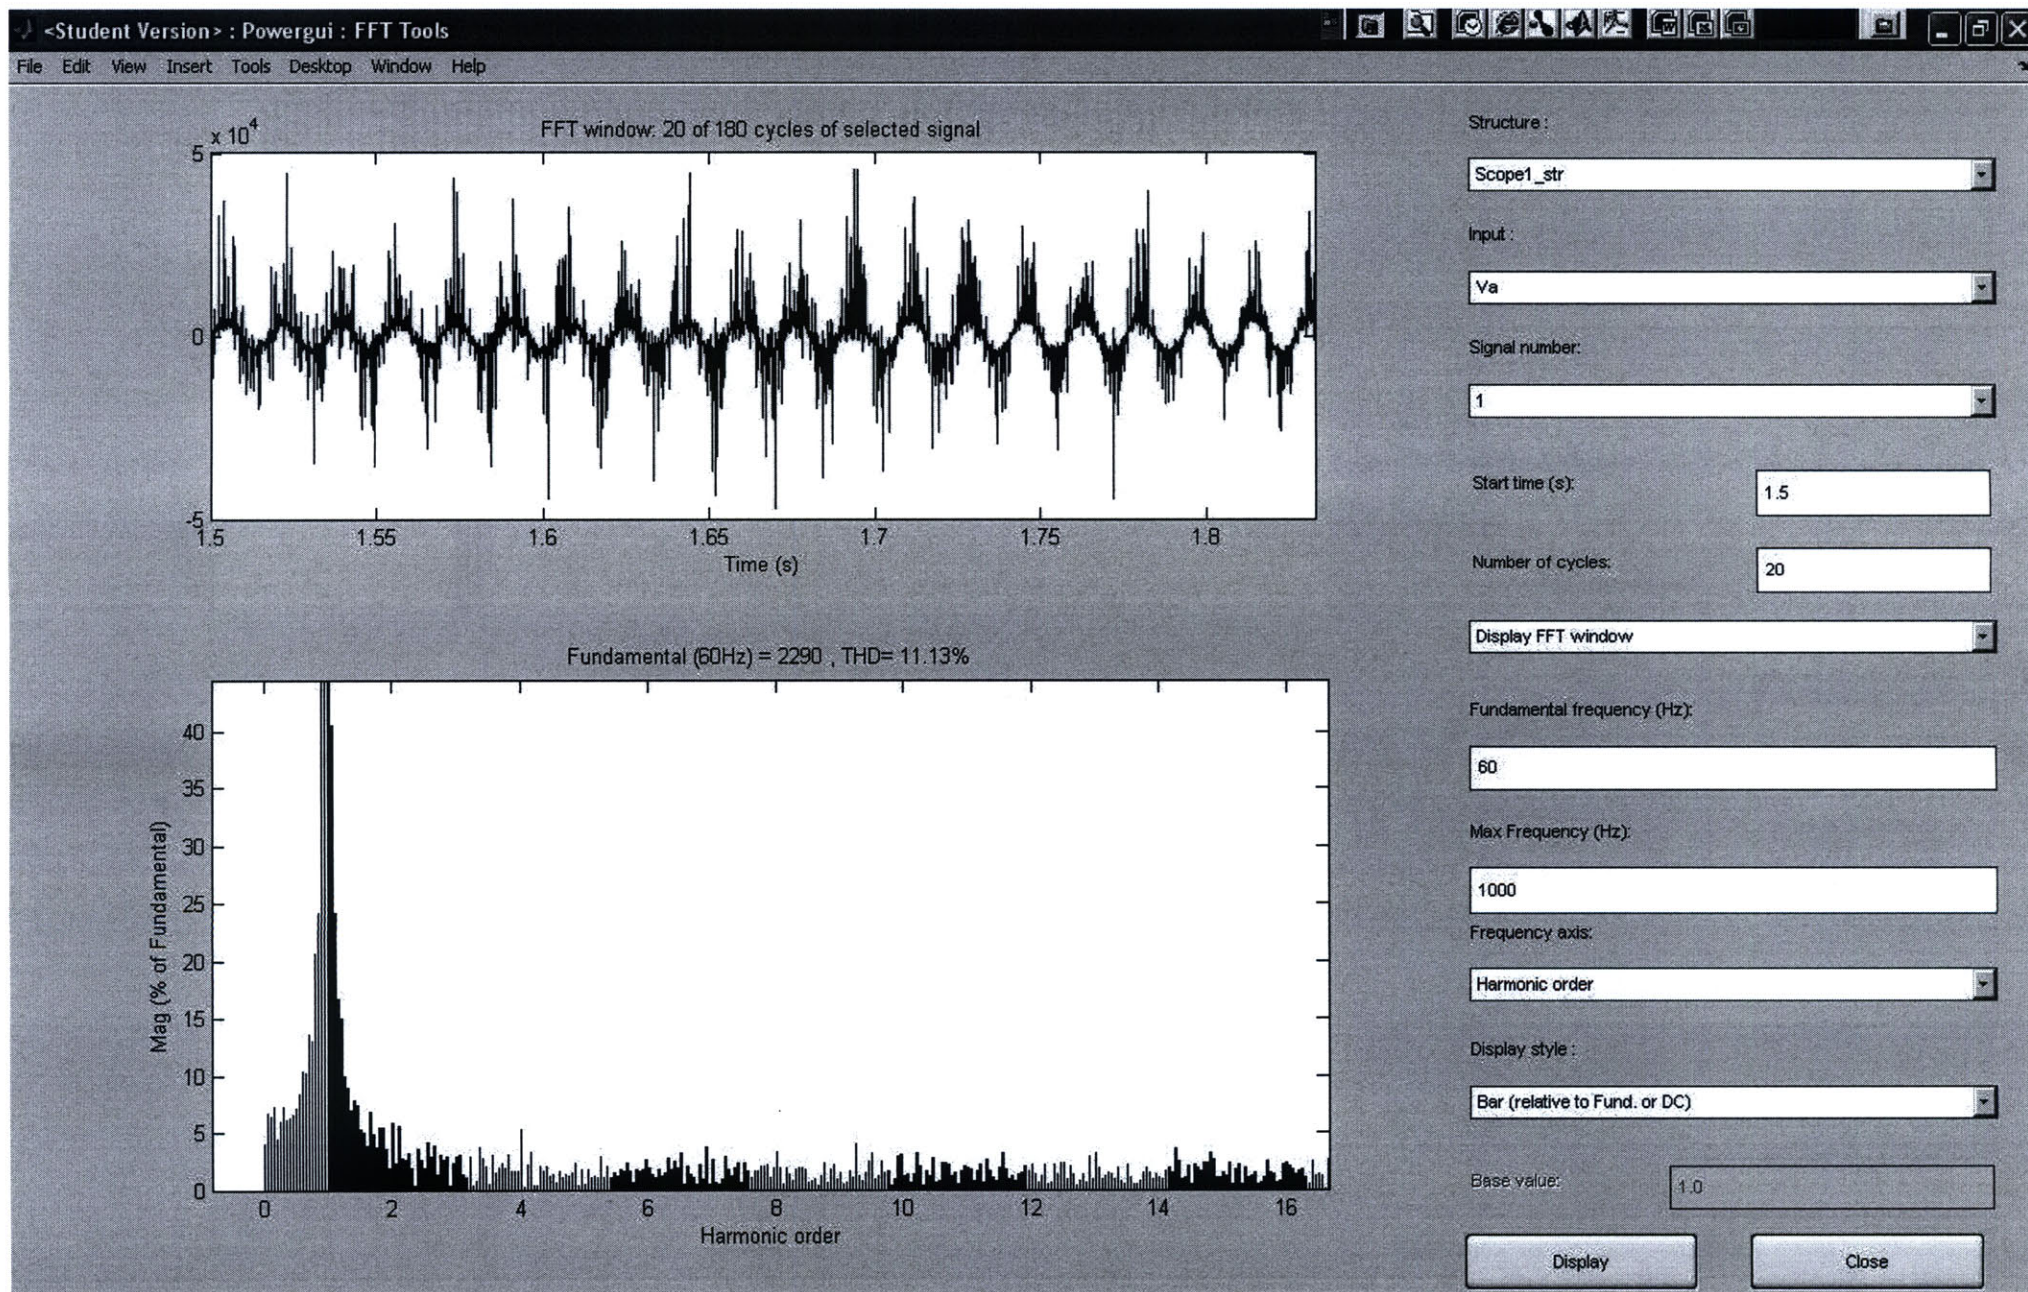 <Student Version> : Powergui : FFT Tools
File Edit View Insert Tools Desktop Window Help
x 10^4
FFT window: 20 of 180 cycles of selected signal
5
0
-5
1.5 1.55 1.6 1.65 1.7 1.75 1.8
Time (s)
Fundamental (60Hz) = 2290 , THD= 11.13%
Mag (% of Fundamental)
40
35
30
25
20
15
10
5
0
0 2 4 6 8 10 12 14 16
Harmonic order
Structure :
Scope1_str
Input :
Va
Signal number:
1
Start time (s):
1.5
Number of cycles:
20
Display FFT window
Fundamental frequency (Hz):
60
Max Frequency (Hz):
1000
Frequency axis:
Harmonic order
Display style :
Bar (relative to Fund. or DC)
Base value:
1.0
Display
Close